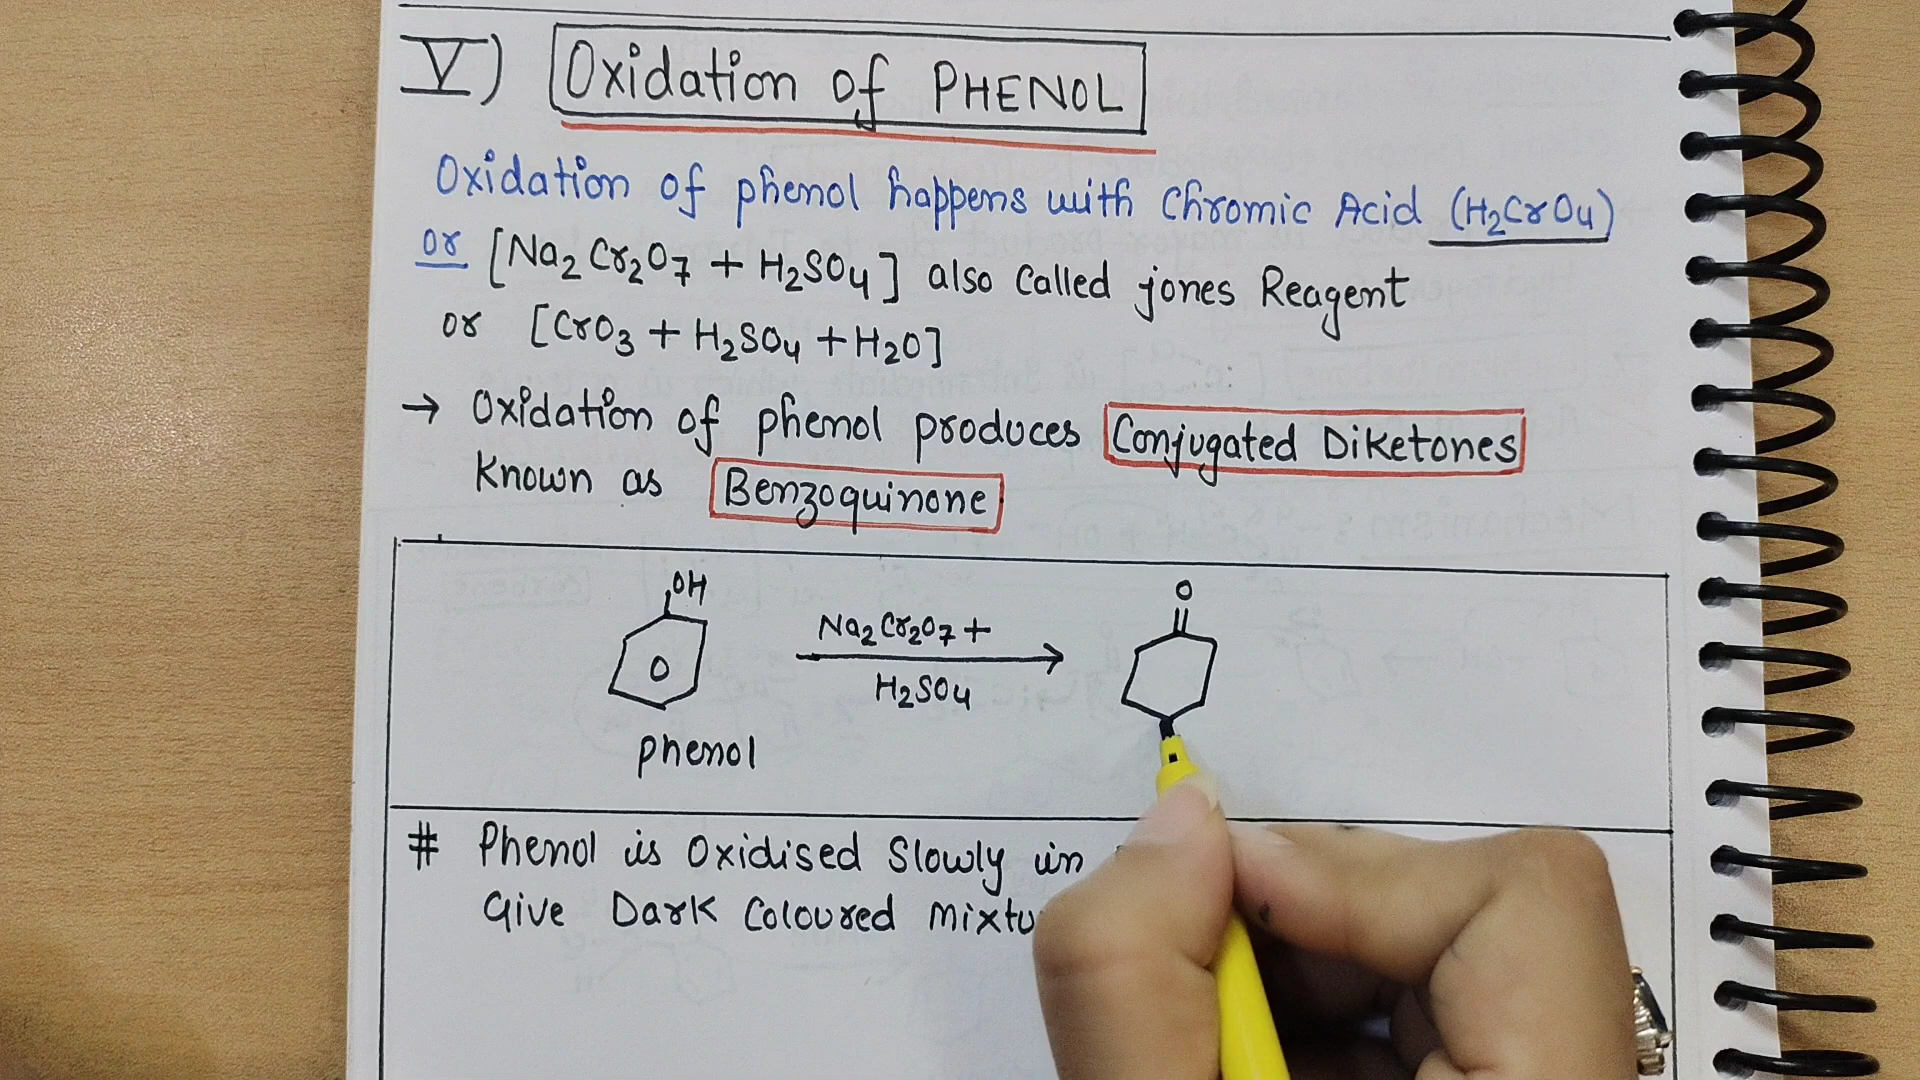 V) Oxidation of PHENOL
Oxidation of phenol happens with Chromic Acid (H2CrO4)
or [Na2Cr2O7 + H2SO4] also called jones Reagent
or [CrO3 + H2SO4 + H2O]
→ Oxidation of phenol produces Conjugated Diketones
Known as Benzoquinone
OH
O
Na2Cr2O7 +
H2SO4
phenol
# Phenol is Oxidised Slowly in
Give Dark Coloured